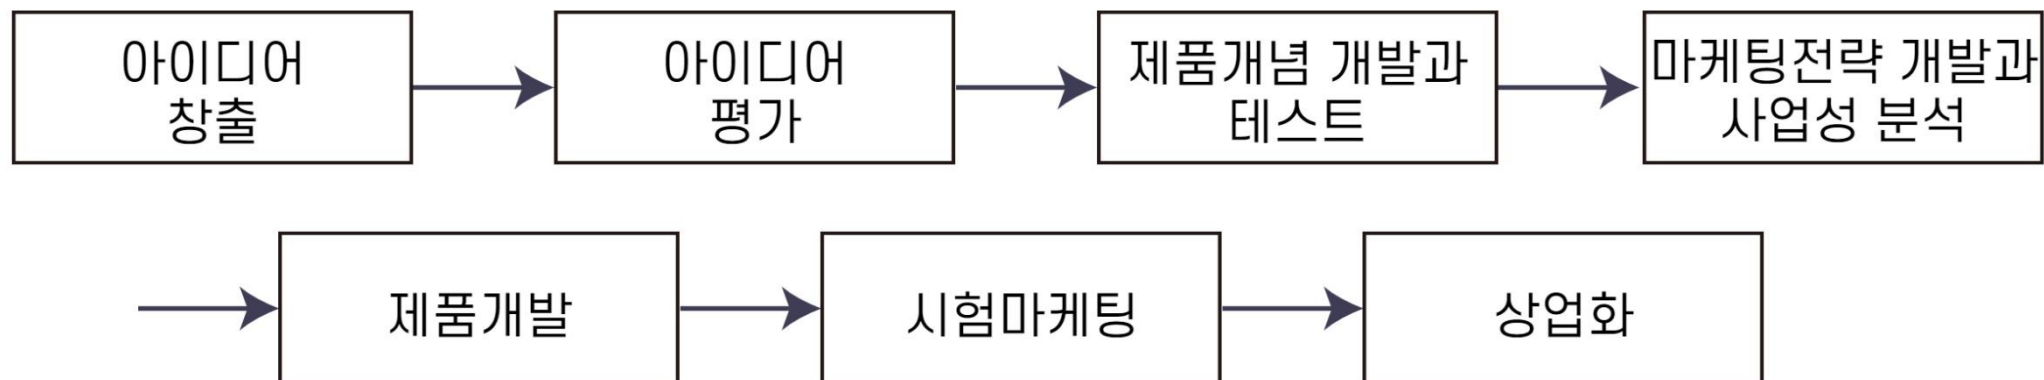 아이디어
창출
아이디어
평가
제품개념 개발과
테스트
마케팅전략 개발과
사업성 분석
제품개발
시험마케팅
상업화